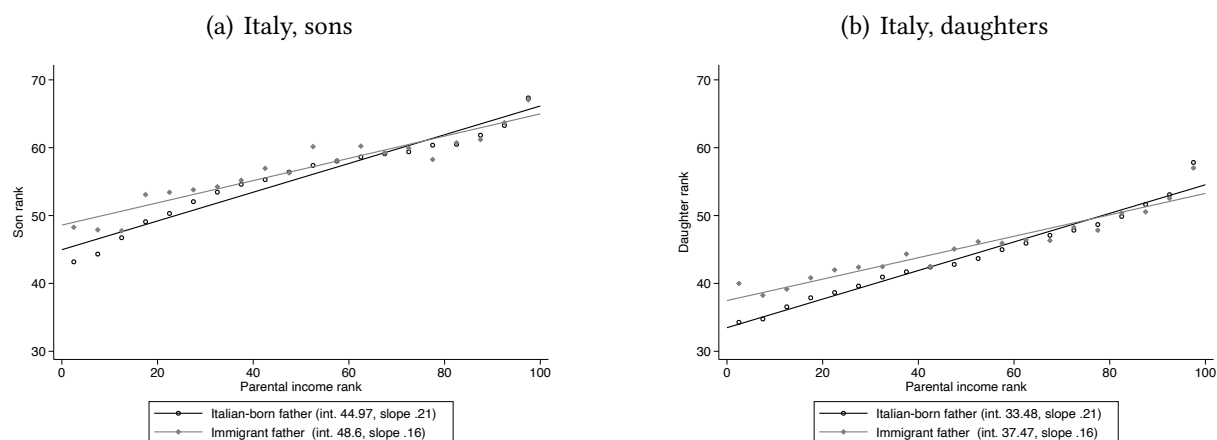 (a) Italy, sons
70
60
50
40
30
Son rank
0 20 40 60 80 100
Parental income rank
Italian-born father (int. 44.97, slope .21)
Immigrant father (int. 48.6, slope .16)
(b) Italy, daughters
70
60
50
40
30
Daughter rank
0 20 40 60 80 100
Parental income rank
Italian-born father (int. 33.48, slope .21)
Immigrant father (int. 37.47, slope .16)